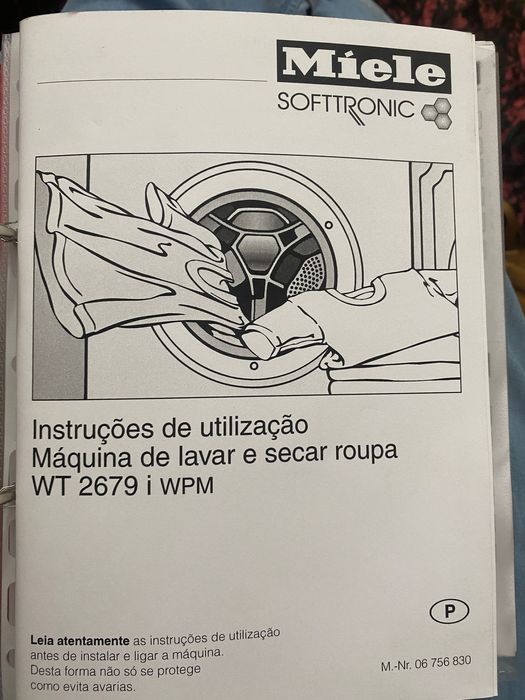 Miele
SOFTTRONIC
Instruções de utilização
Máquina de lavar e secar roupa
WT 2679 i WPM
P
Leia atentamente as instruções de utilização
antes de instalar e ligar a máquina.
Desta forma não só se protege
como evita avarias.
M.-Nr. 06 756 830